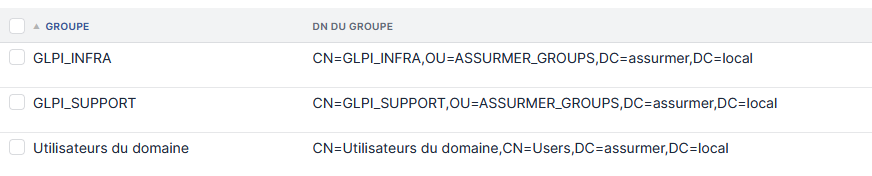 GROUPE DN DU GROUPE
GLPI_INFRA CN=GLPI_INFRA,OU=ASSURMER_GROUPS,DC=assurmer,DC=local
GLPI_SUPPORT CN=GLPI_SUPPORT,OU=ASSURMER_GROUPS,DC=assurmer,DC=local
Utilisateurs du domaine CN=Utilisateurs du domaine,CN=Users,DC=assurmer,DC=local